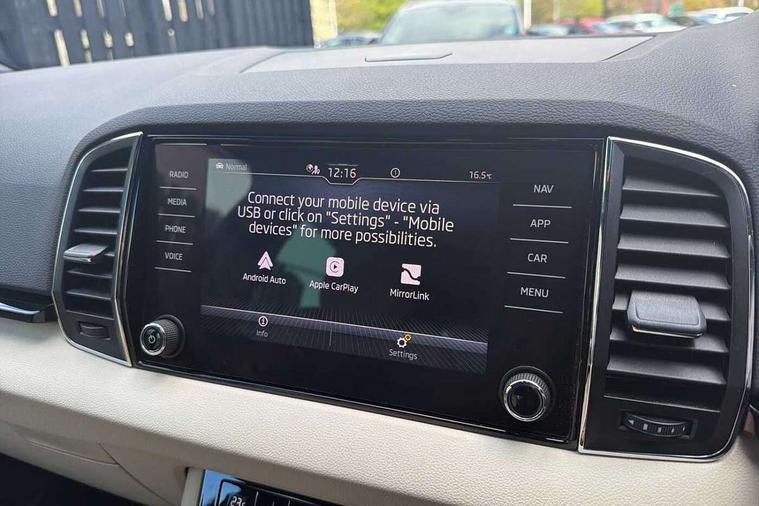 Normal
12:16
16.5°C
RADIO
MEDIA
PHONE
VOICE
NAV
APP
CAR
MENU
Connect your mobile device via
USB or click on "Settings" - "Mobile
devices" for more possibilities.
Android Auto
Apple CarPlay
MirrorLink
Info
Settings